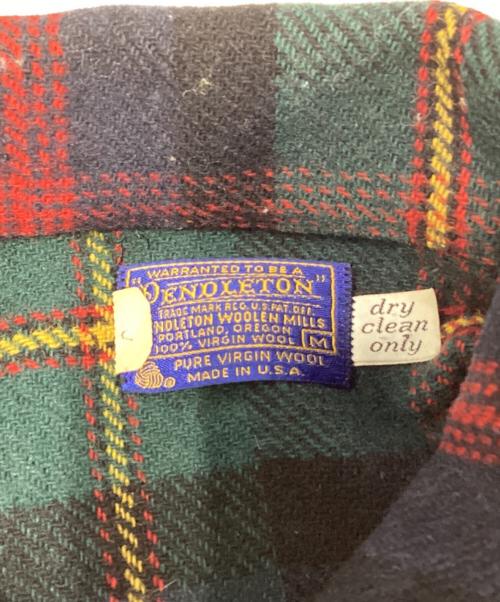 WARRANTED TO BE A
"PENDLETON"
TRADE MARK REG. U.S. PAT. OFF.
NDLETON WOOLEN MILLS
PORTLAND, OREGON
100% VIRGIN WOOL M
PURE VIRGIN WOOL
MADE IN U.S.A.
dry
clean
only